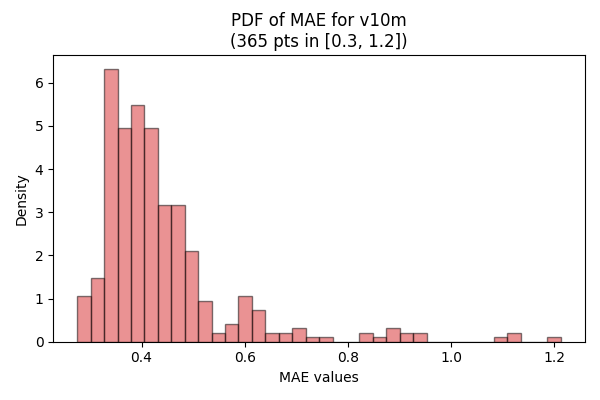 PDF of MAE for v10m
(365 pts in [0.3, 1.2])
Density
6
5
4
3
2
1
0
0.4 0.6 0.8 1.0 1.2
MAE values